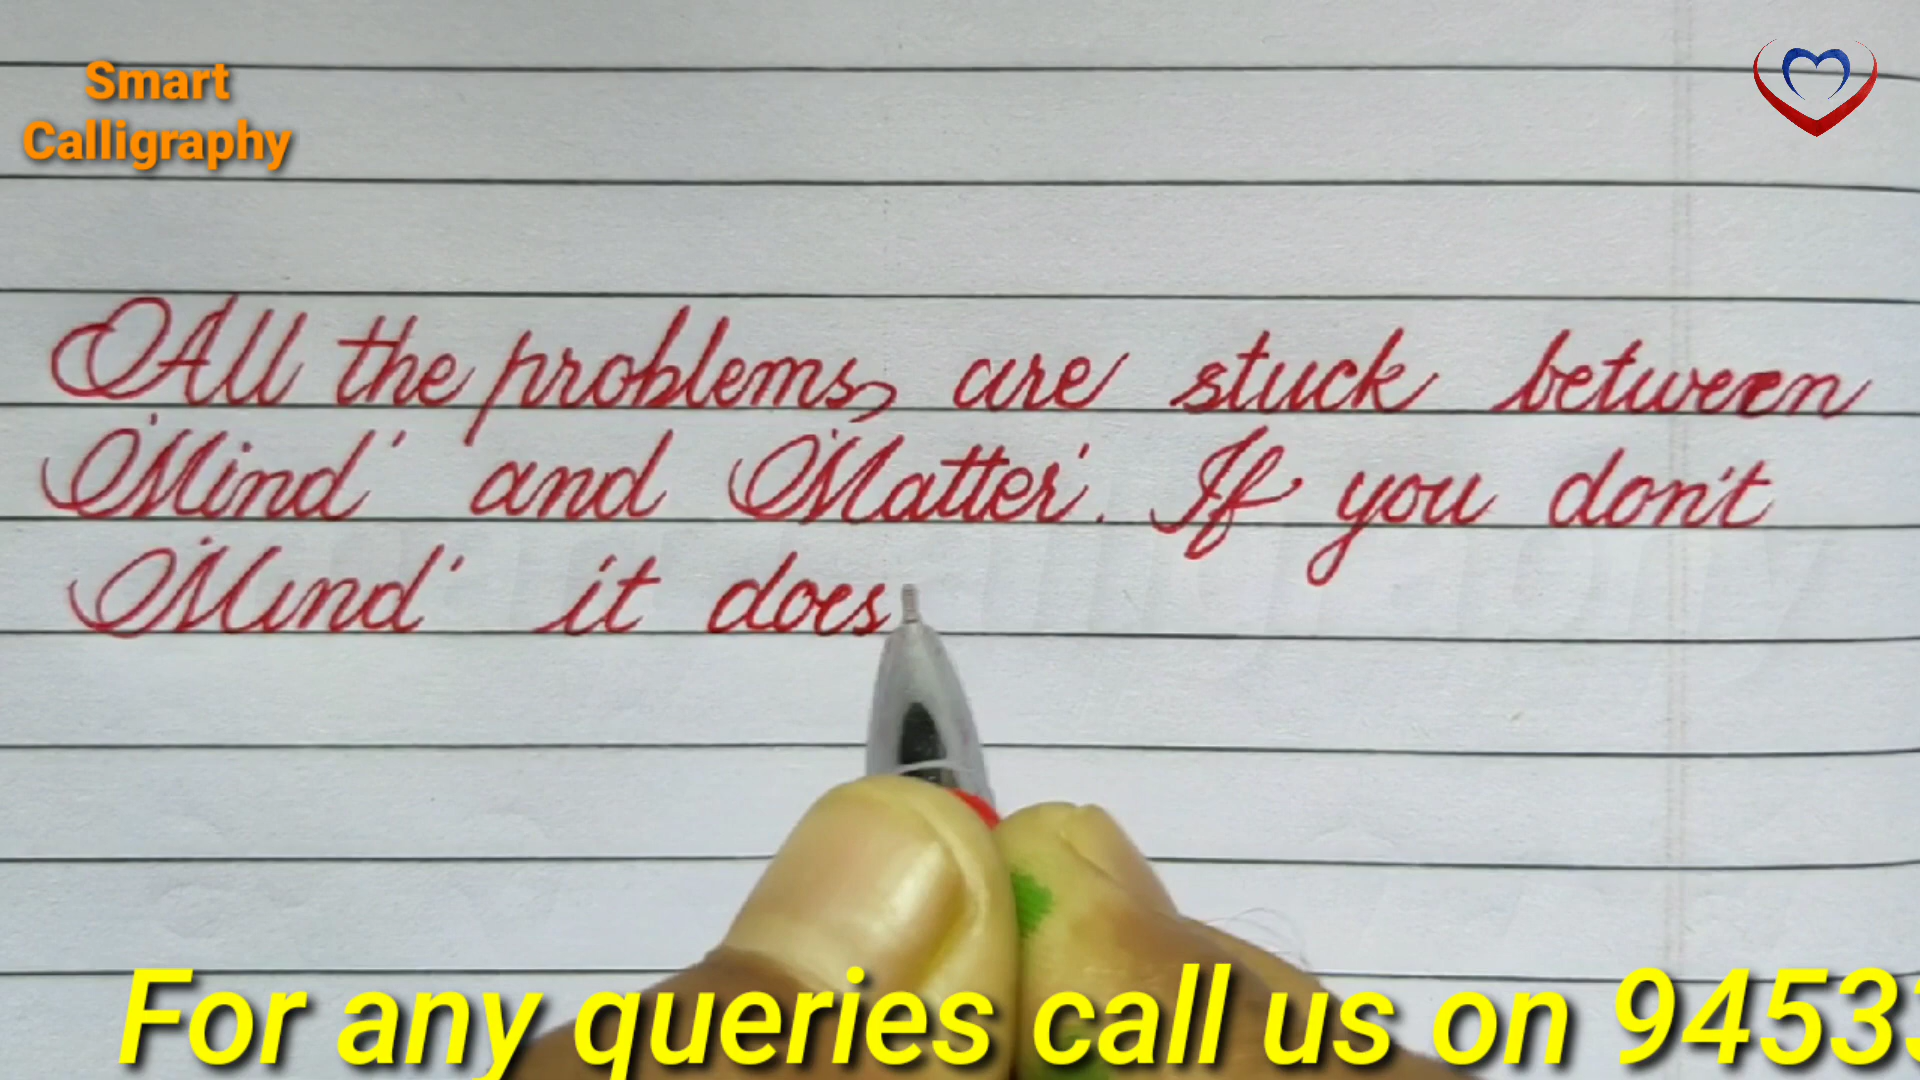 Smart
Calligraphy
All the problems, are stuck between
'Mind' and 'Matter'. If you don't
'Mind' it does
For any queries call us on 9453